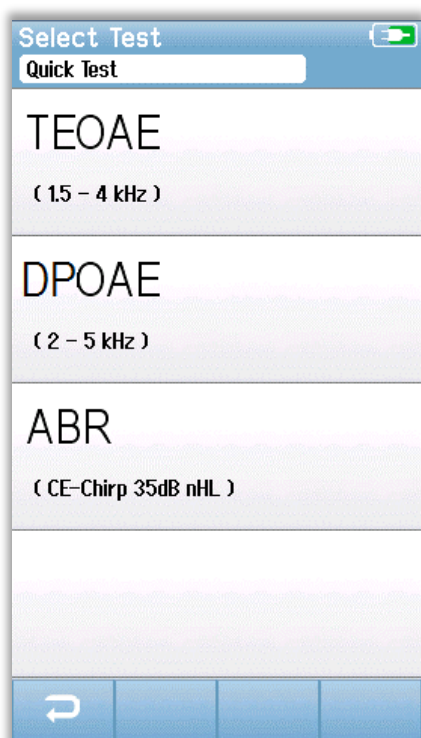 Select Test
Quick Test
TEOAE
( 1.5 – 4 kHz )
DPOAE
( 2 – 5 kHz )
ABR
( CE-Chirp 35dB nHL )